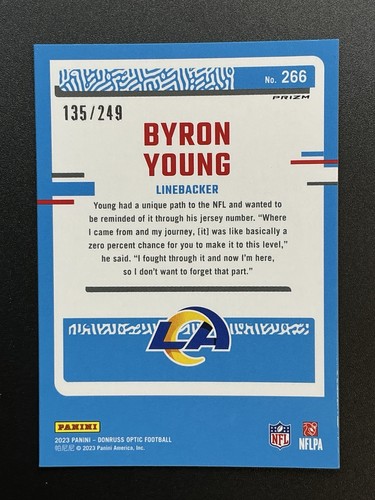 No. 266
PRIZM
135/249
BYRON
YOUNG
LINEBACKER
Young had a unique path to the NFL and wanted to
be reminded of it through his jersey number. “Where
I came from and my journey, [it] was like basically a
zero percent chance for you to make it to this level,”
he said. “I fought through it and now I'm here,
so I don't want to forget that part.”
LA
PANINI
2023 PANINI - DONRUSS OPTIC FOOTBALL
帕尼尼 © 2023 Panini America, Inc.
NFL
NFLPA